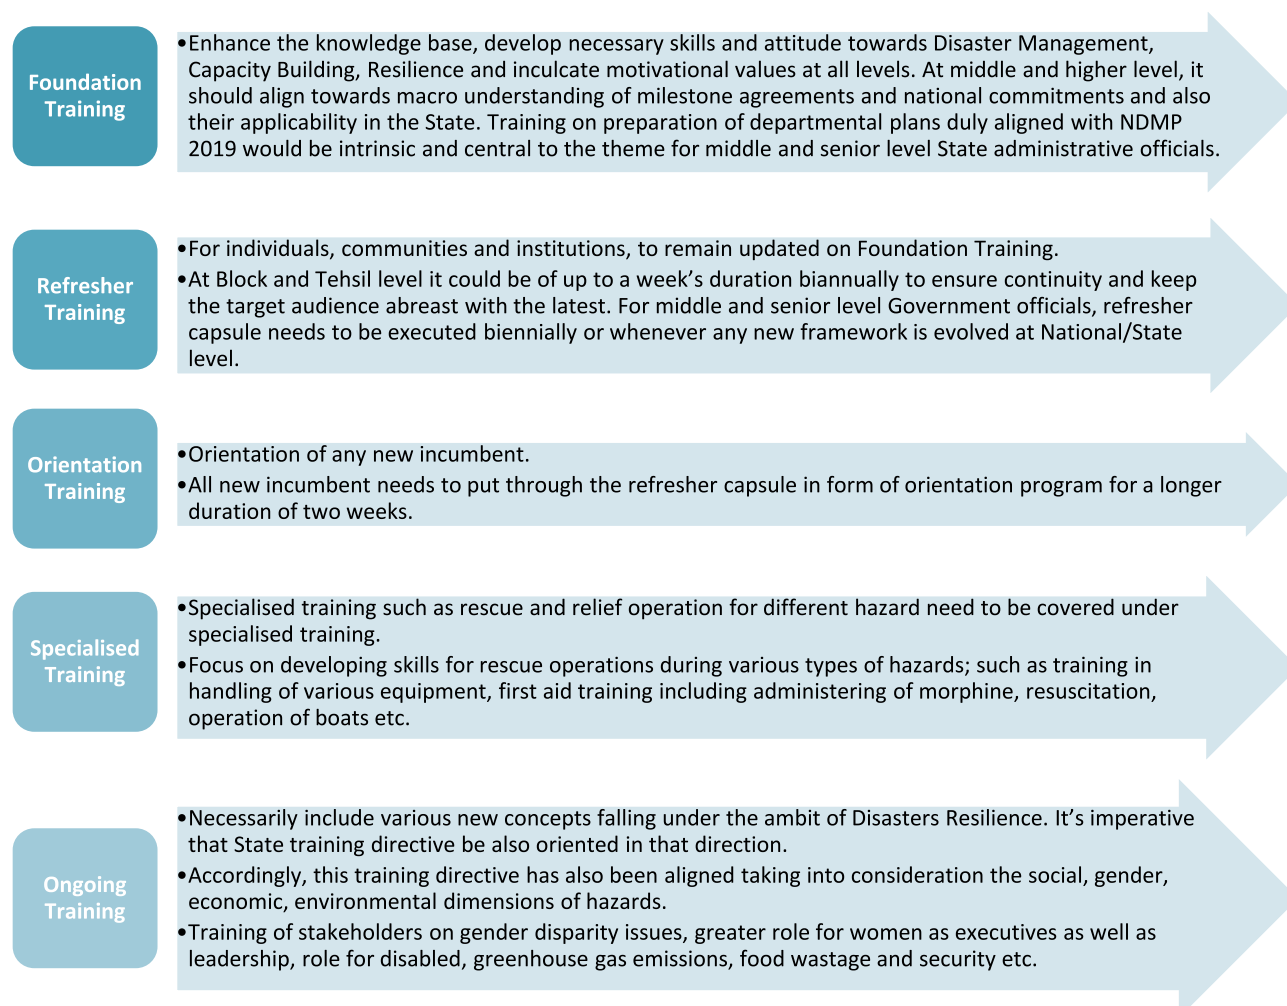 Foundation
Training
•Enhance the knowledge base, develop necessary skills and attitude towards Disaster Management,
Capacity Building, Resilience and inculcate motivational values at all levels. At middle and higher level, it
should align towards macro understanding of milestone agreements and national commitments and also
their applicability in the State. Training on preparation of departmental plans duly aligned with NDMP
2019 would be intrinsic and central to the theme for middle and senior level State administrative officials.
Refresher
Training
•For individuals, communities and institutions, to remain updated on Foundation Training.
•At Block and Tehsil level it could be of up to a week’s duration biannually to ensure continuity and keep
the target audience abreast with the latest. For middle and senior level Government officials, refresher
capsule needs to be executed biennially or whenever any new framework is evolved at National/State
level.
Orientation
Training
•Orientation of any new incumbent.
•All new incumbent needs to put through the refresher capsule in form of orientation program for a longer
duration of two weeks.
Specialised
Training
•Specialised training such as rescue and relief operation for different hazard need to be covered under
specialised training.
•Focus on developing skills for rescue operations during various types of hazards; such as training in
handling of various equipment, first aid training including administering of morphine, resuscitation,
operation of boats etc.
Ongoing
Training
•Necessarily include various new concepts falling under the ambit of Disasters Resilience. It’s imperative
that State training directive be also oriented in that direction.
•Accordingly, this training directive has also been aligned taking into consideration the social, gender,
economic, environmental dimensions of hazards.
•Training of stakeholders on gender disparity issues, greater role for women as executives as well as
leadership, role for disabled, greenhouse gas emissions, food wastage and security etc.